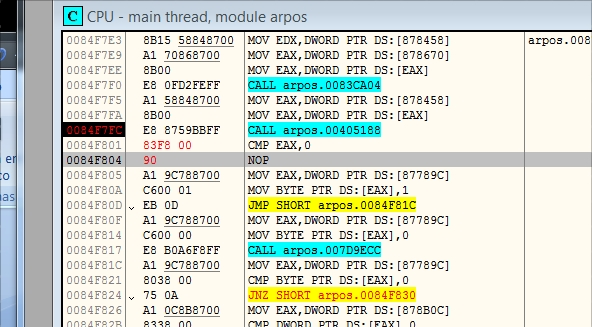 C CPU - main thread, module arpos
0084F7E3 8B15 58848700 MOV EDX,DWORD PTR DS:[878458] arpos.008
0084F7E9 A1 70868700 MOV EAX,DWORD PTR DS:[878670]
0084F7EE 8B00 MOV EAX,DWORD PTR DS:[EAX]
0084F7F0 E8 0FD2FEFF CALL arpos.0083CA04
0084F7F5 A1 58848700 MOV EAX,DWORD PTR DS:[878458]
0084F7FA 8B00 MOV EAX,DWORD PTR DS:[EAX]
0084F7FC E8 8759BBFF CALL arpos.00405188
0084F801 83F8 00 CMP EAX,0
0084F804 90 NOP
0084F805 A1 9C788700 MOV EAX,DWORD PTR DS:[87789C]
0084F80A C600 01 MOV BYTE PTR DS:[EAX],1
0084F80D EB 0D JMP SHORT arpos.0084F81C
0084F80F A1 9C788700 MOV EAX,DWORD PTR DS:[87789C]
0084F814 C600 00 MOV BYTE PTR DS:[EAX],0
0084F817 E8 B0A6F8FF CALL arpos.007D9ECC
0084F81C A1 9C788700 MOV EAX,DWORD PTR DS:[87789C]
0084F821 8038 00 CMP BYTE PTR DS:[EAX],0
0084F824 75 0A JNZ SHORT arpos.0084F830
0084F826 A1 0C8B8700 MOV EAX,DWORD PTR DS:[878B0C]
0084F82B 8338 00 CMP DWORD PTR DS:[EAX],0